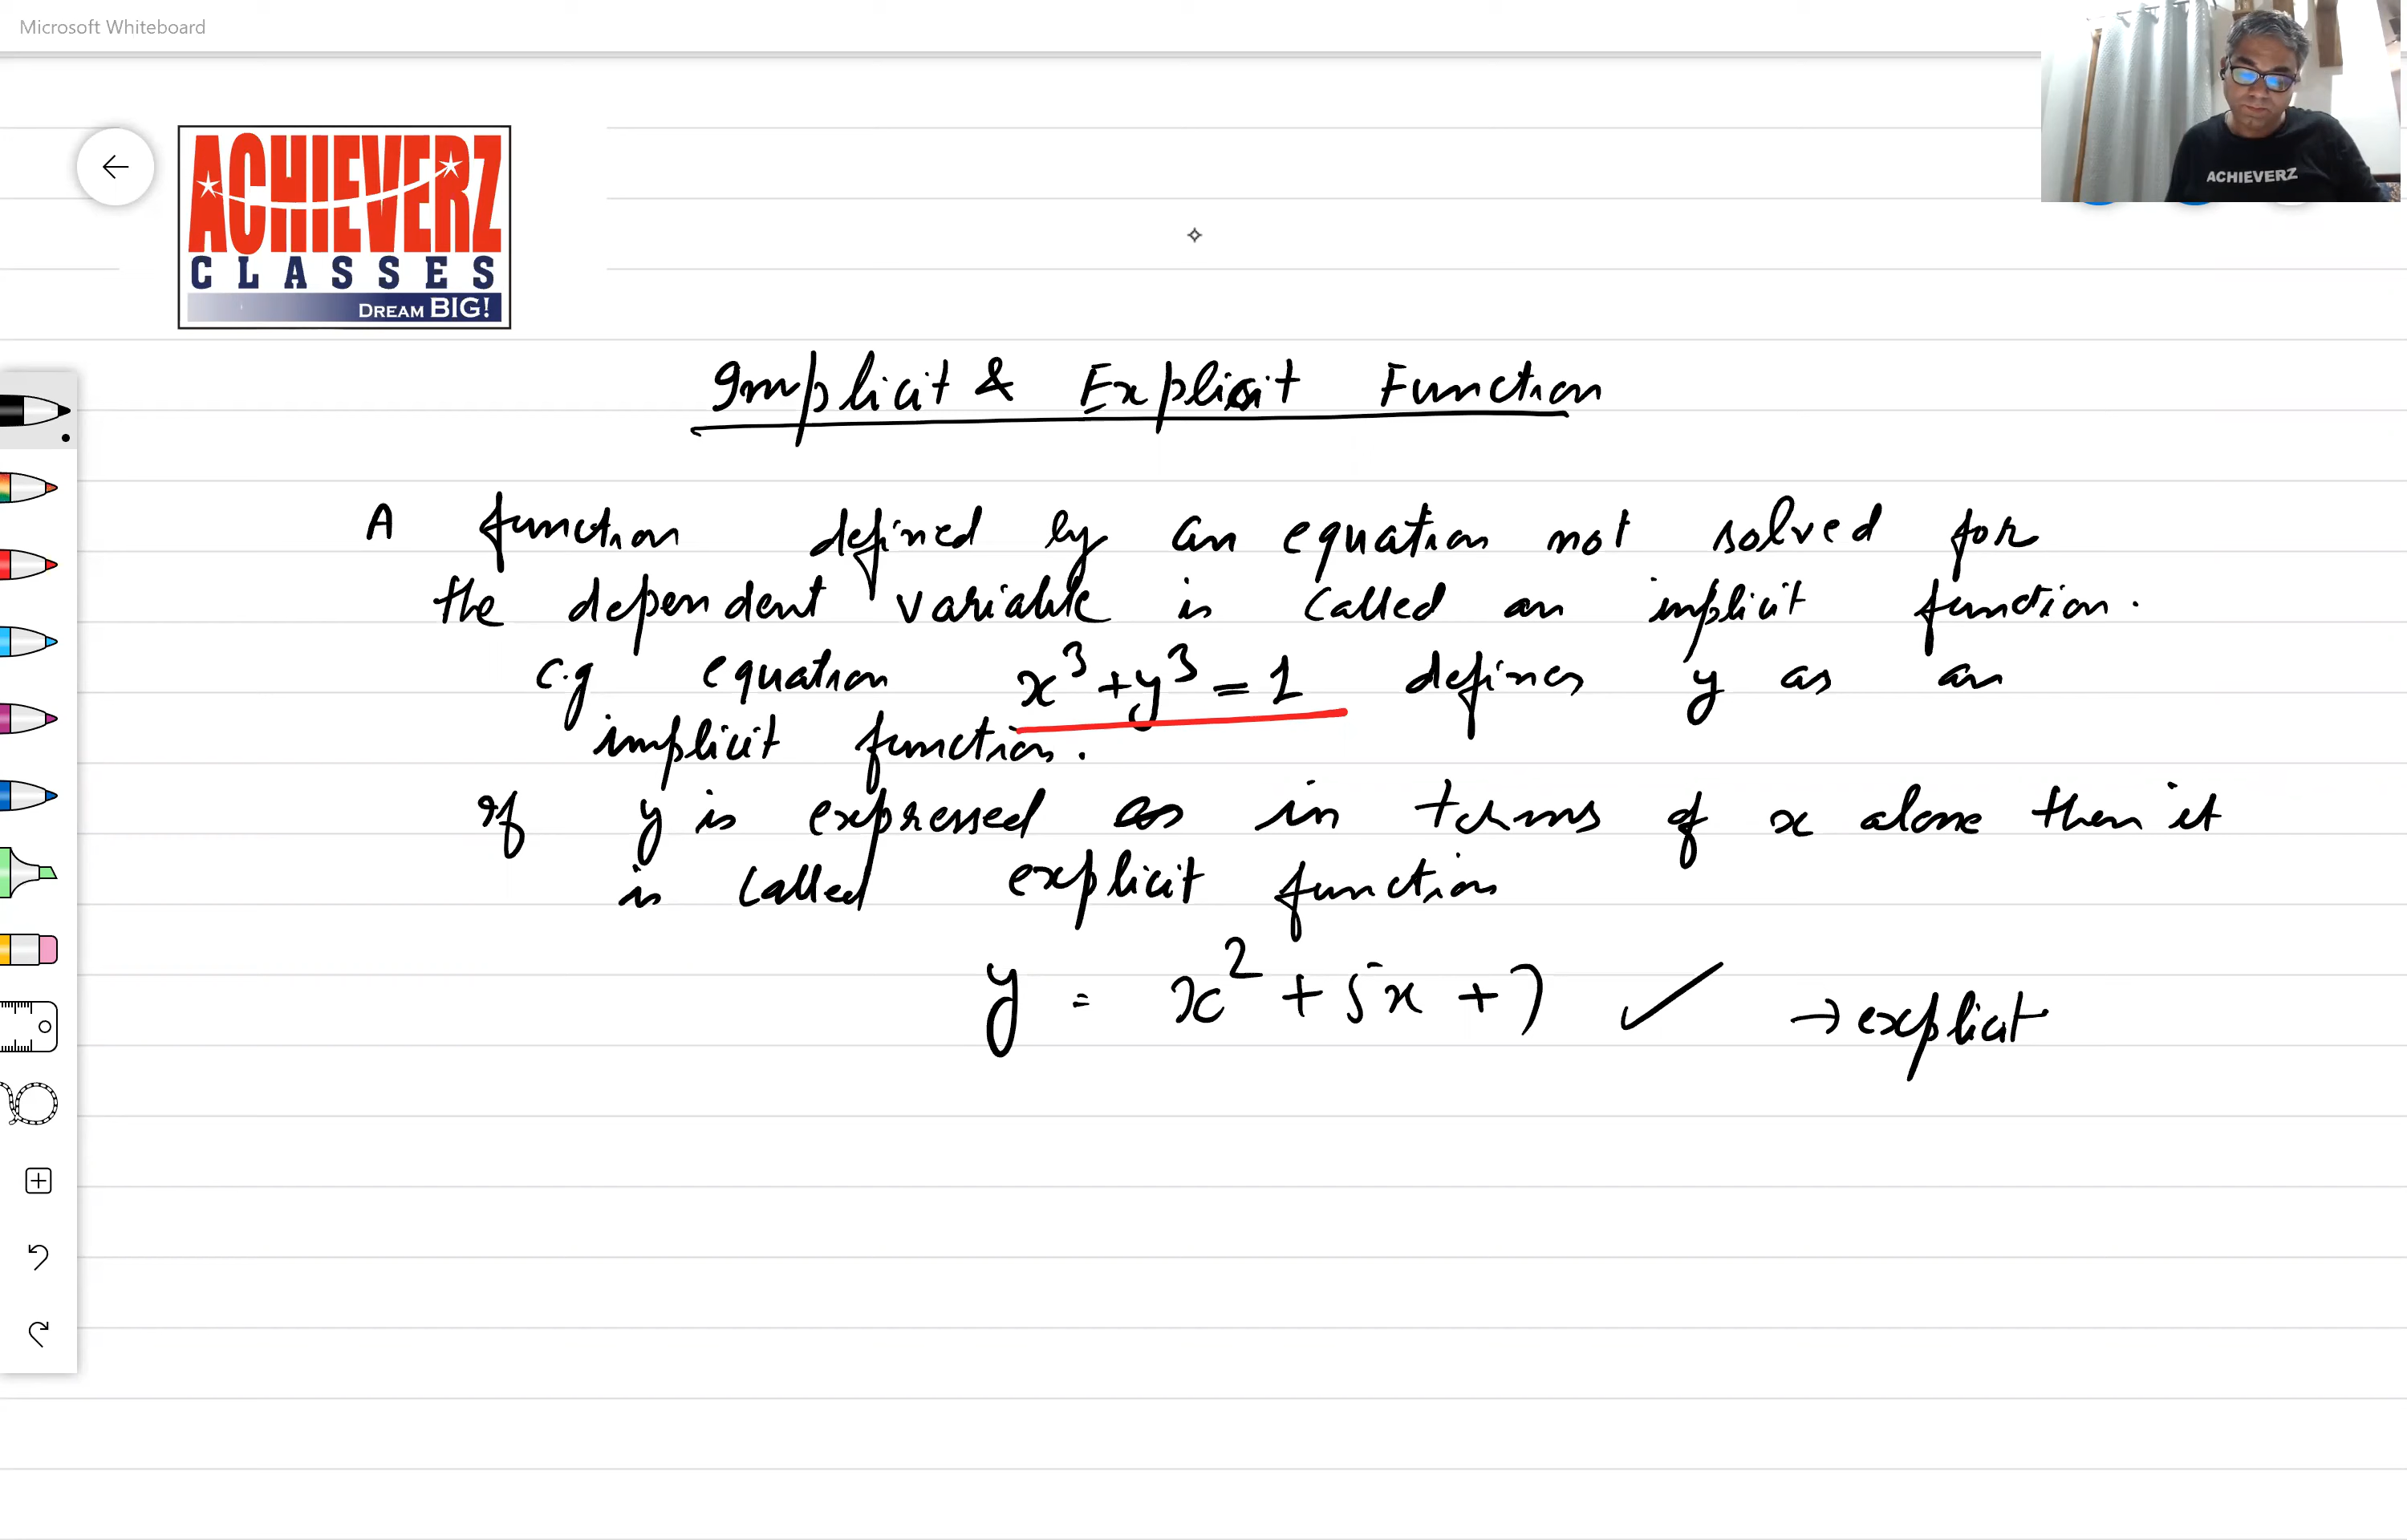 Microsoft Whiteboard
ACHIEVERZ
ACHIEVERZ
CLASSES
DREAM BIG!
Implicit & Explicit Function
A function defined by an equation not solved for
the dependent variable is called an implicit function.
e.g equation x³+y³=1 defines y as an
implicit function.
If y is expressed as in terms of x alone then it
is called explicit function
y = x² + 5x + 7 ✓ → explicit